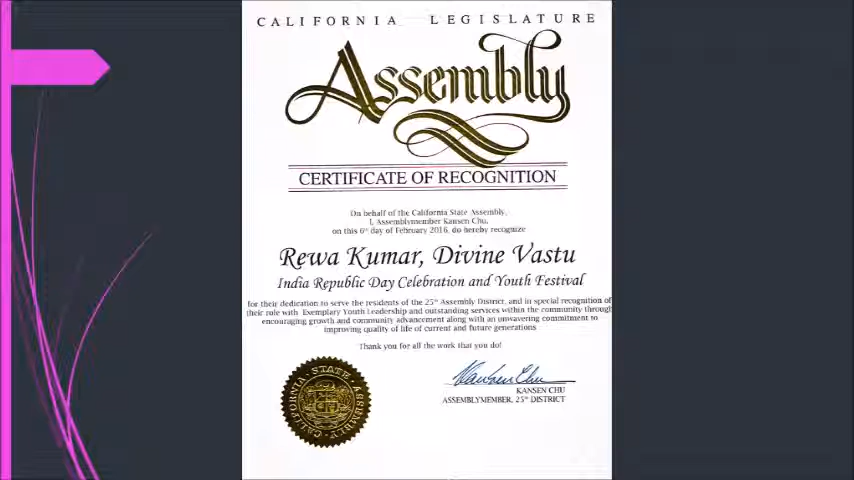 CALIFORNIA LEGISLATURE
Assembly
CERTIFICATE OF RECOGNITION
On behalf of the California State Assembly,
I, Assemblymember Kansen Chu,
on this 6th day of February 2016, do hereby recognize
Rewa Kumar, Divine Vastu
India Republic Day Celebration and Youth Festival
for their dedication to serve the residents of the 25th Assembly District, and in special recognition of
their role with Exemplary Youth Leadership and outstanding services within the community through
encouraging growth and community advancement along with an unwavering commitment to
improving quality of life of current and future generations
Thank you for all the work that you do!
Kansen Chu
KANSEN CHU
ASSEMBLYMEMBER, 25th DISTRICT
CALIFORNIA STATE ASSEMBLY